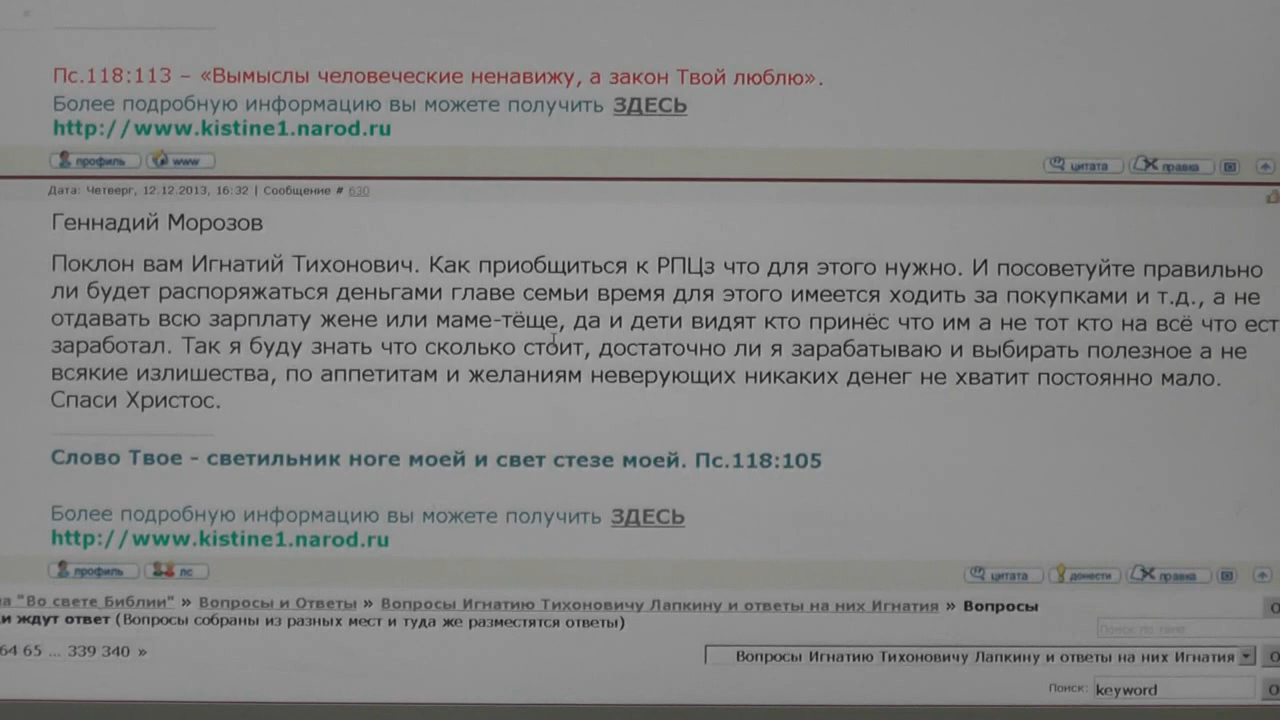 Пс.118:113 – «Вымыслы человеческие ненавижу, а закон Твой люблю».
Более подробную информацию вы можете получить ЗДЕСЬ
http://www.kistine1.narod.ru
профиль www цитата правка
Дата: Четверг, 12.12.2013, 16:32 | Сообщение # 630
Геннадий Морозов
Поклон вам Игнатий Тихонович. Как приобщиться к РПЦз что для этого нужно. И посоветуйте правильно
ли будет распоряжаться деньгами главе семьи время для этого имеется ходить за покупками и т.д., а не
отдавать всю зарплату жене или маме-тёще, да и дети видят кто принёс что им а не тот кто на всё что ест
заработал. Так я буду знать что сколько стоит, достаточно ли я зарабатываю и выбирать полезное а не
всякие излишества, по аппетитам и желаниям неверующих никаких денег не хватит постоянно мало.
Спаси Христос.
Слово Твое - светильник ноге моей и свет стезе моей. Пс.118:105
Более подробную информацию вы можете получить ЗДЕСЬ
http://www.kistine1.narod.ru
профиль лс цитата донести правка
а "Во свете Библии" » Вопросы и Ответы » Вопросы Игнатию Тихоновичу Лапкину и ответы на них Игнатия » Вопросы
и ждут ответ (Вопросы собраны из разных мест и туда же разместятся ответы)
Поиск по теме
64 65 ... 339 340 »
Вопросы Игнатию Тихоновичу Лапкину и ответы на них Игнатия
Поиск: keyword